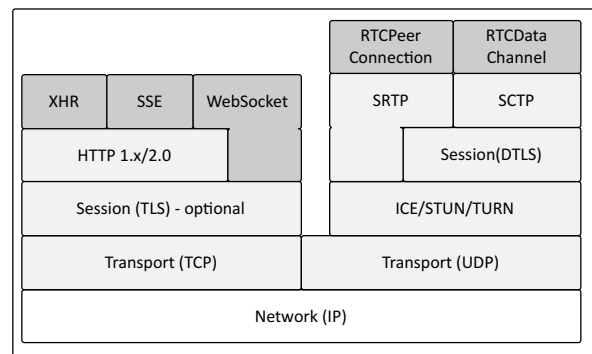 RTCPeer
Connection
RTCData
Channel
XHR
SSE
WebSocket
SRTP
SCTP
HTTP 1.x/2.0
Session(DTLS)
Session (TLS) - optional
ICE/STUN/TURN
Transport (TCP)
Transport (UDP)
Network (IP)